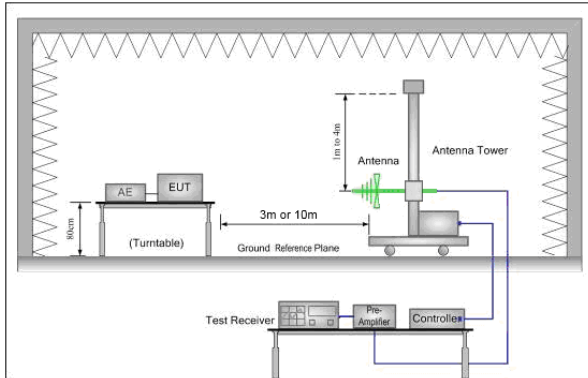 1m to 4m
Antenna
Antenna Tower
AE
EUT
3m or 10m
80cm
(Turntable)
Ground Reference Plane
Test Receiver
Pre-
Amplifier
Controller